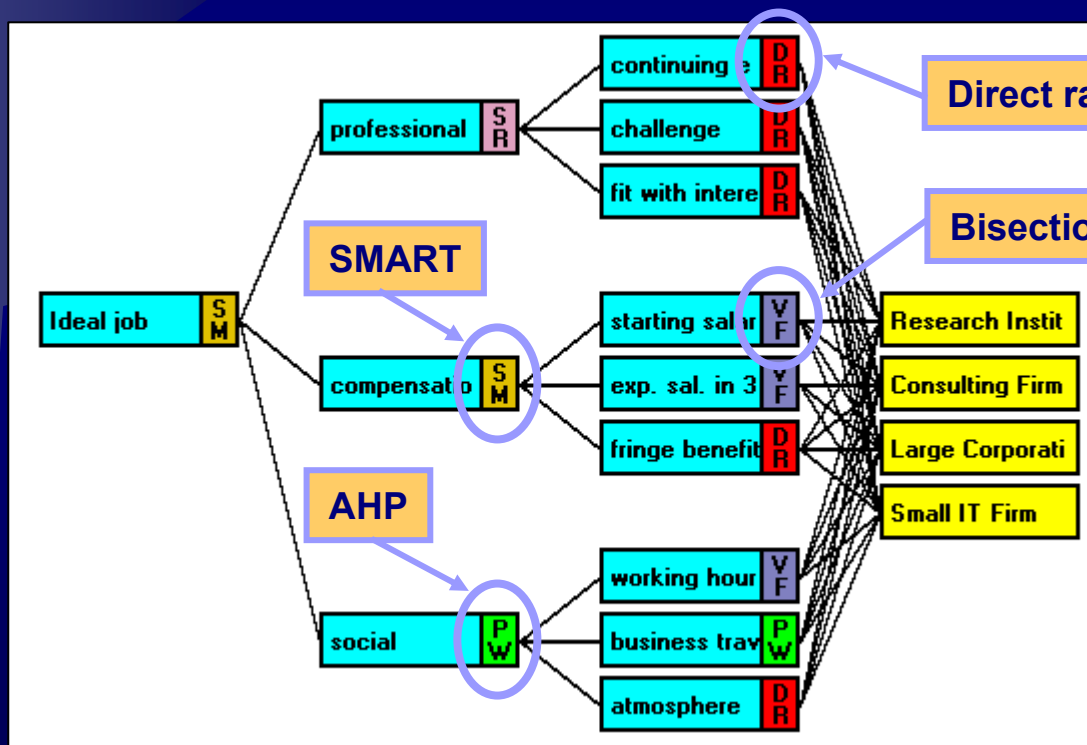 continuing e
DR
Direct ra
professional
SR
challenge
DR
fit with intere
DR
Bisectio
SMART
Ideal job
SM
starting salar
VF
Research Instit
compensatio
SM
exp. sal. in 3
VF
Consulting Firm
fringe benefit
DR
Large Corporati
AHP
Small IT Firm
working hour
VF
social
PW
business trav
PW
atmosphere
DR